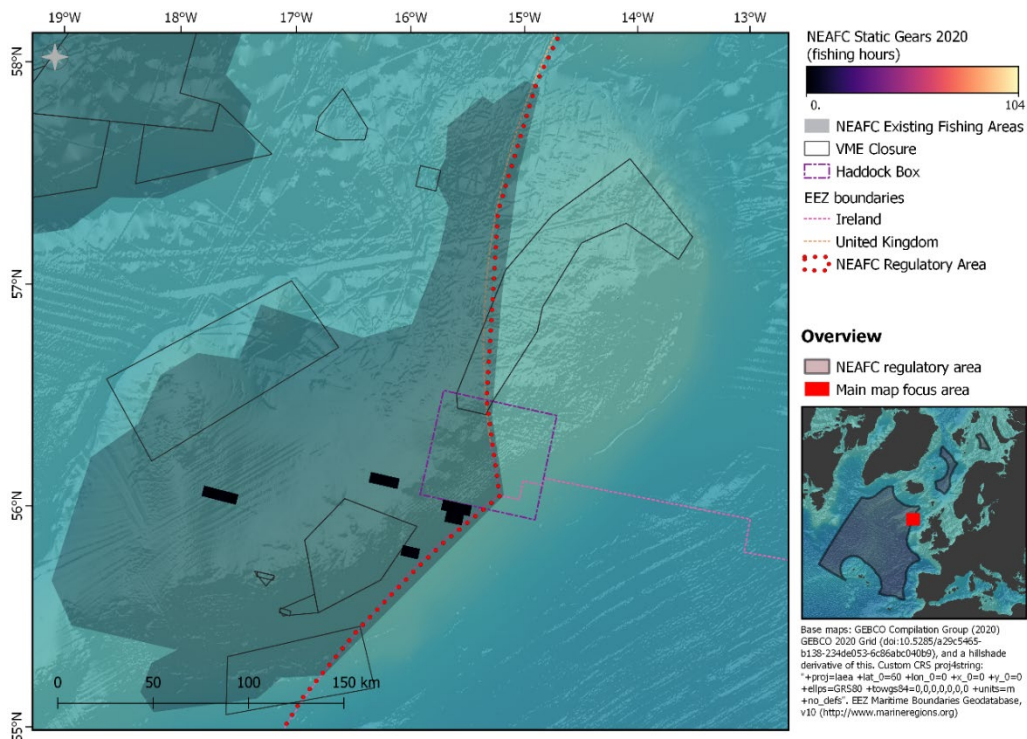 19°W 18°W 17°W 16°W 15°W 14°W 13°W
58°N
57°N
56°N
55°N
0 50 100 150 km
NEAFC Static Gears 2020
(fishing hours)
0. 104
NEAFC Existing Fishing Areas
VME Closure
Haddock Box
EEZ boundaries
Ireland
United Kingdom
NEAFC Regulatory Area
Overview
NEAFC regulatory area
Main map focus area
Base maps: GEBCO Compilation Group (2020)
GEBCO 2020 Grid (doi:10.5285/a29c5465-
b138-234de053-6c86abc040b9), and a hillshade
derivative of this. Custom CRS proj4string:
"+proj=laea +lat_0=60 +lon_0=0 +x_0=0 +y_0=0
+ellps=GRS80 +towgs84=0,0,0,0,0,0,0 +units=m
+no_defs". EEZ Maritime Boundaries Geodatabase,
v10 (http://www.marineregions.org)